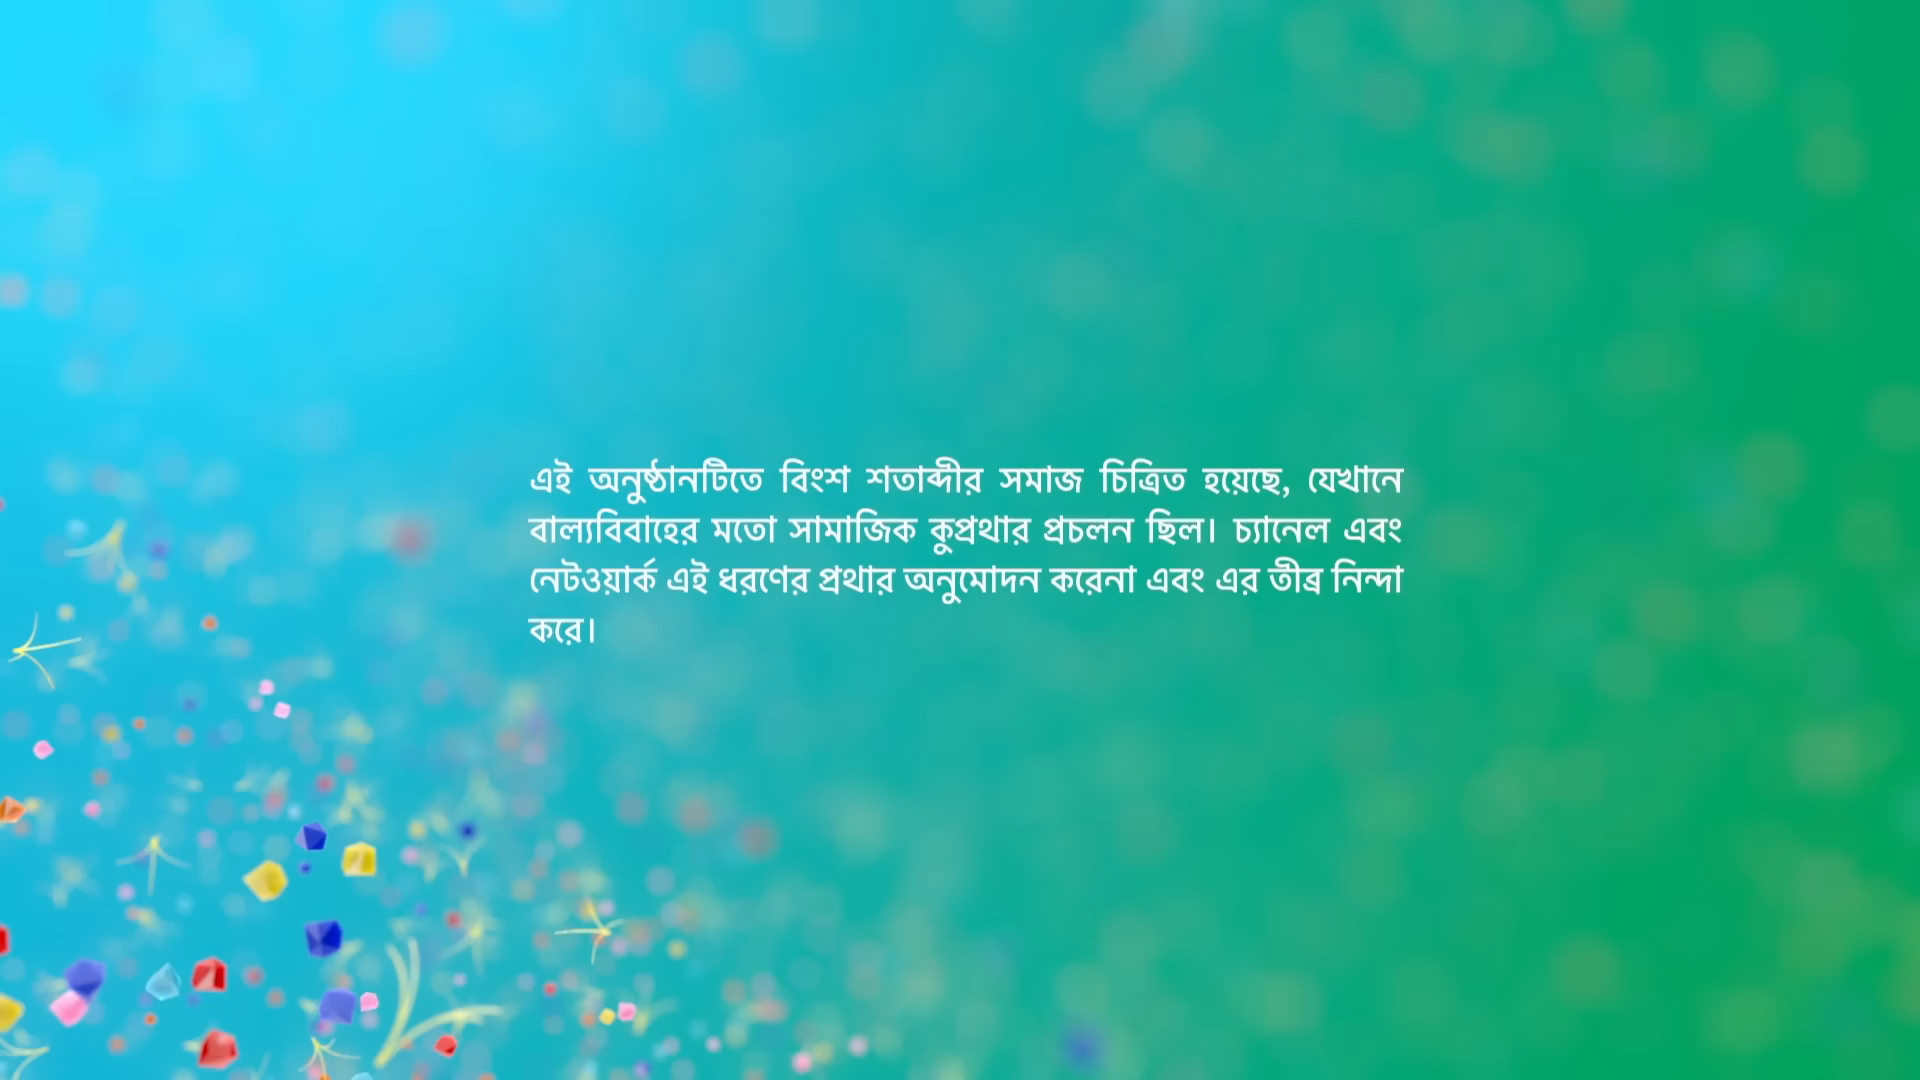 এই অনুষ্ঠানটিতে বিংশ শতাব্দীর সমাজ চিত্রিত হয়েছে, যেখানে
বাল্যবিবাহের মতো সামাজিক কুপ্রথার প্রচলন ছিল। চ্যানেল এবং
নেটওয়ার্ক এই ধরণের প্রথার অনুমোদন করেনা এবং এর তীব্র নিন্দা
করে।